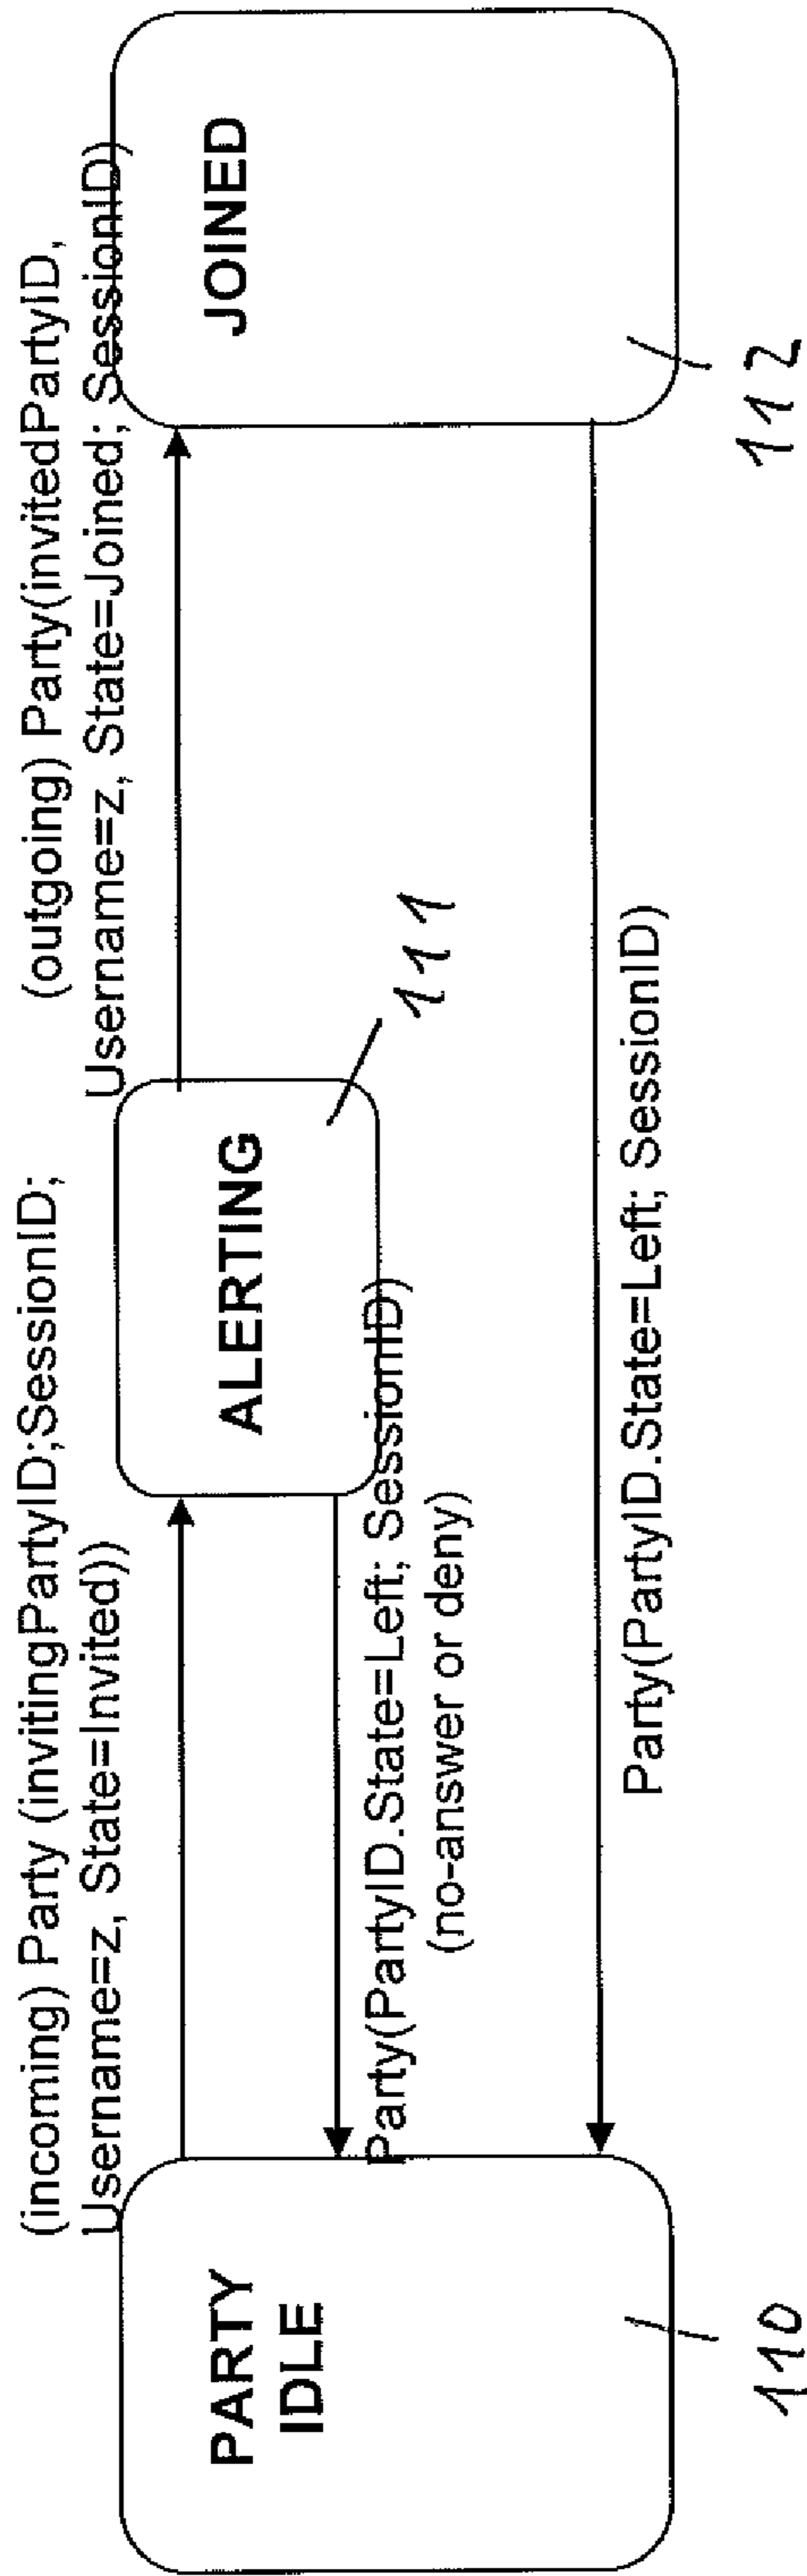 (incoming) Party (invitingPartyID;SessionID;
Username=z, State=Invited))
(outgoing) Party(invitedPartyID,
Username=z, State=Joined; SessionID)
PARTY
IDLE
ALERTING
JOINED
Party(PartyID.State=Left; SessionID)
(no-answer or deny)
111
Party(PartyID.State=Left; SessionID)
110
112